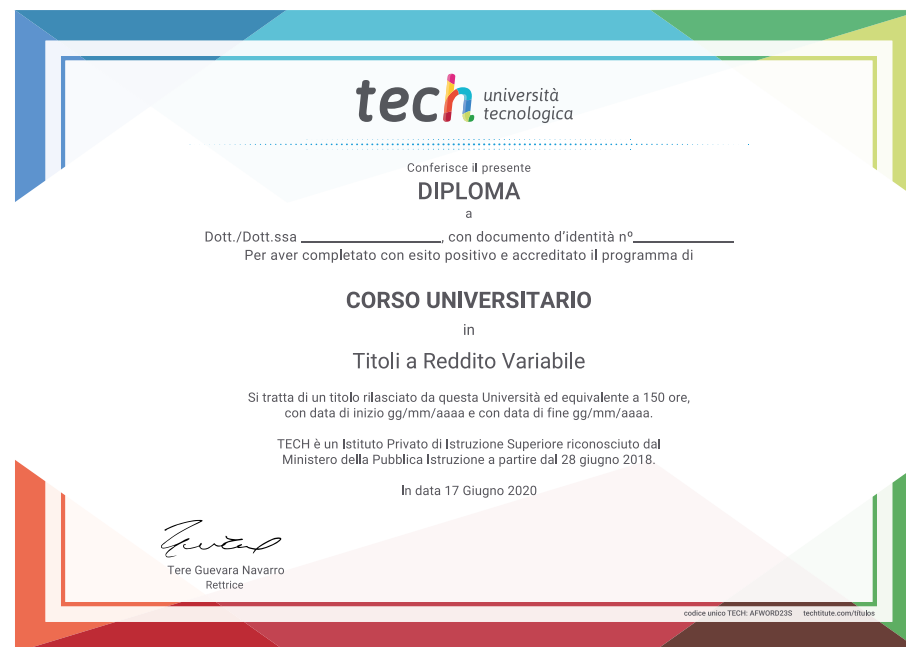 tech università
tecnologica
Conferisce il presente
DIPLOMA
a
Dott./Dott.ssa ____________________, con documento d'identità nº______________
Per aver completato con esito positivo e accreditato il programma di
CORSO UNIVERSITARIO
in
Titoli a Reddito Variabile
Si tratta di un titolo rilasciato da questa Università ed equivalente a 150 ore,
con data di inizio gg/mm/aaaa e con data di fine gg/mm/aaaa.
TECH è un Istituto Privato di Istruzione Superiore riconosciuto dal
Ministero della Pubblica Istruzione a partire dal 28 giugno 2018.
In data 17 Giugno 2020
Tere Guevara Navarro
Rettrice
codice unico TECH: AFWORD23S techtitute.com/títulos